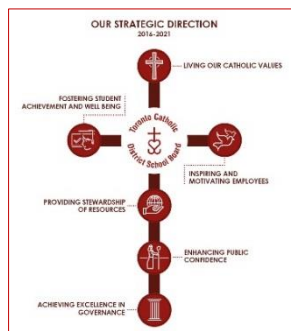 OUR STRATEGIC DIRECTION
2016-2021
LIVING OUR CATHOLIC VALUES
FOSTERING STUDENT
ACHIEVEMENT AND WELL BEING
Toronto Catholic
District School Board
INSPIRING AND
MOTIVATING EMPLOYEES
PROVIDING STEWARDSHIP
OF RESOURCES
ENHANCING PUBLIC
CONFIDENCE
ACHIEVING EXCELLENCE IN
GOVERNANCE